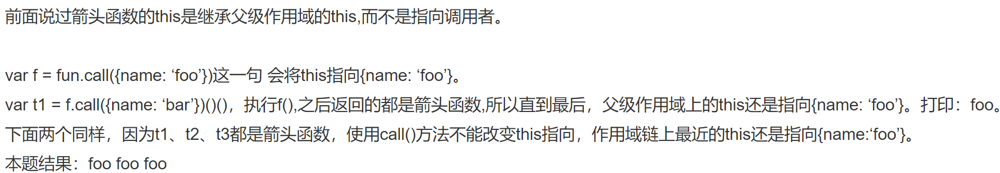 前面说过箭头函数的this是继承父级作用域的this,而不是指向调用者。
var f = fun.call({name: ‘foo’})这一句 会将this指向{name: ‘foo’}。
var t1 = f.call({name: ‘bar’})()()，执行f(),之后返回的都是箭头函数,所以直到最后，父级作用域上的this还是指向{name: ‘foo’}。打印：foo。
下面两个同样，因为t1、t2、t3都是箭头函数，使用call()方法不能改变this指向，作用域链上最近的this还是指向{name:‘foo’}。
本题结果：foo foo foo